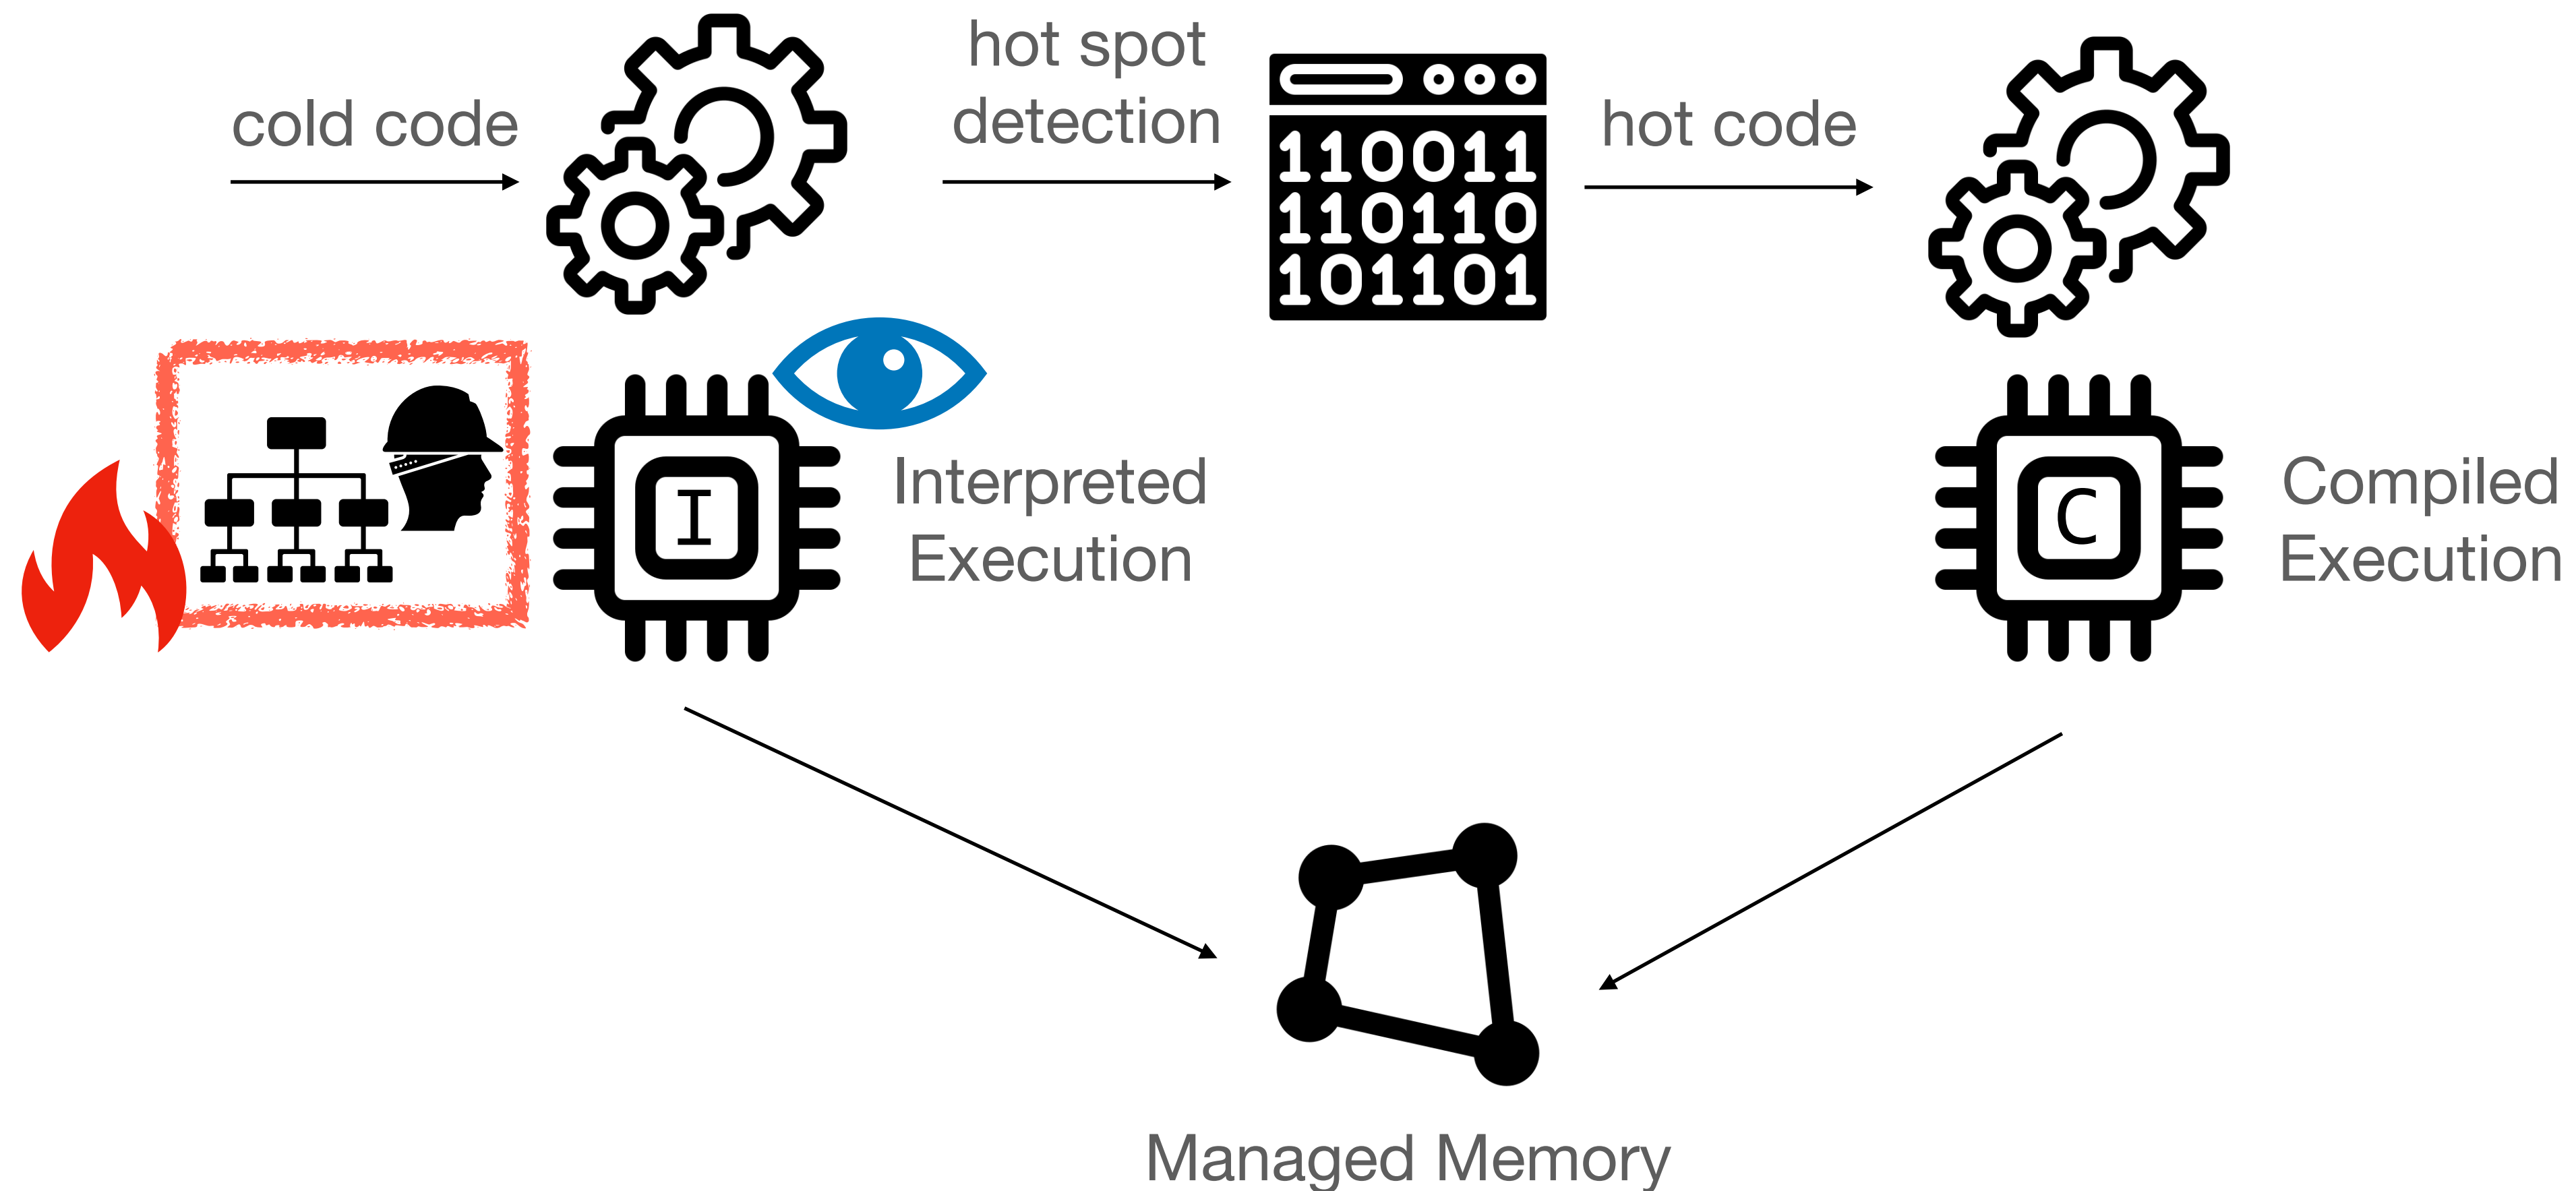 cold code
hot spot
detection
110011
110110
101101
hot code
I
Interpreted
Execution
C
Compiled
Execution
Managed Memory